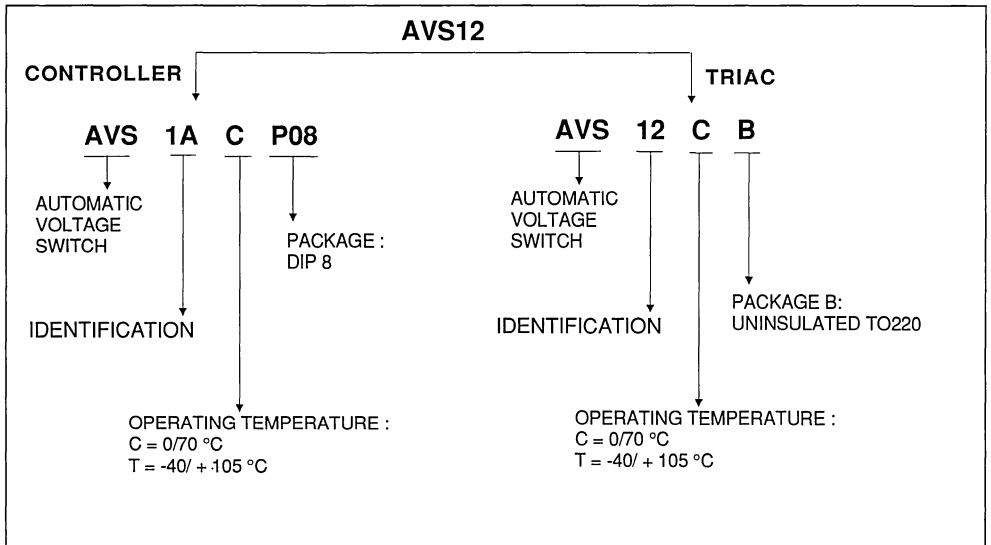 AVS12
CONTROLLER
TRIAC
AVS 1A C P08
AVS 12 C B
AUTOMATIC
VOLTAGE
SWITCH
PACKAGE :
DIP 8
IDENTIFICATION
OPERATING TEMPERATURE :
C = 0/70 °C
T = -40/ + 105 °C
AUTOMATIC
VOLTAGE
SWITCH
PACKAGE B:
UNINSULATED TO220
IDENTIFICATION
OPERATING TEMPERATURE :
C = 0/70 °C
T = -40/ + 105 °C